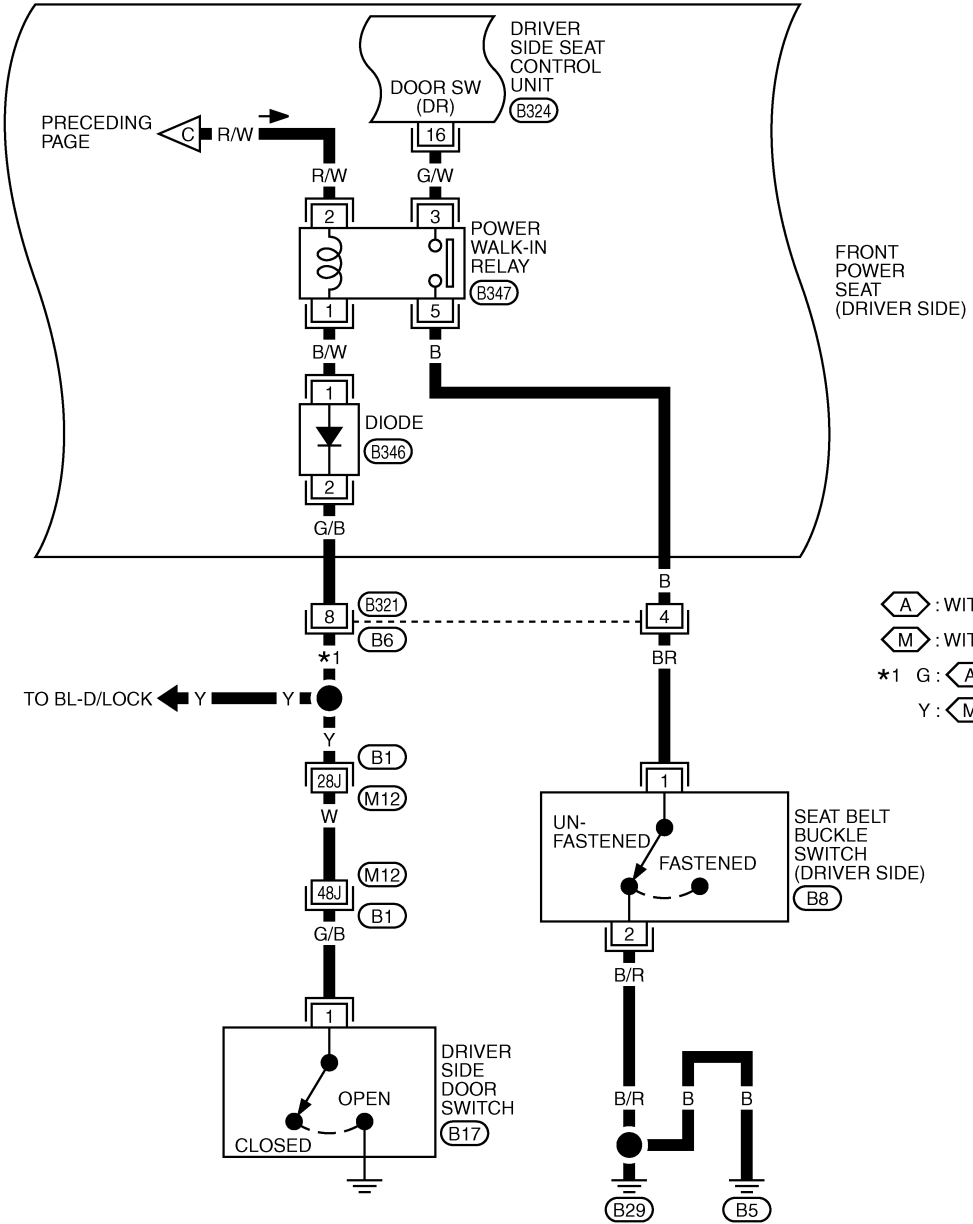 DRIVER
SIDE SEAT
CONTROL
UNIT
B324
DOOR SW
(DR)
16
PRECEDING
PAGE
C
R/W
R/W
G/W
2
3
POWER
WALK-IN
RELAY
B347
FRONT
POWER
SEAT
(DRIVER SIDE)
1
5
B/W
B
1
DIODE
B346
2
G/B
B
8
B321
B6
4
A : WIT
M : WIT
*1 G : A
Y : M
*1
BR
TO BL-D/LOCK
Y
Y
Y
B1
28J
M12
W
1
UN-
FASTENED
FASTENED
SEAT BELT
BUCKLE
SWITCH
(DRIVER SIDE)
B8
M12
48J
B1
G/B
2
B/R
1
DRIVER
SIDE
DOOR
SWITCH
B17
OPEN
CLOSED
B/R
B
B
B29
B5